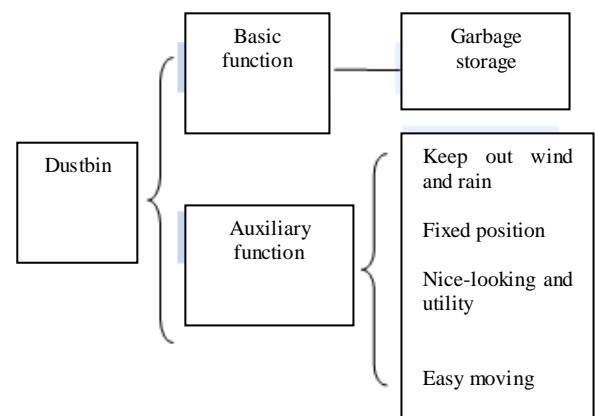 Basic
function
Garbage
storage
Dustbin
Auxiliary
function
Keep out wind
and rain
Fixed position
Nice-looking and
utility
Easy moving